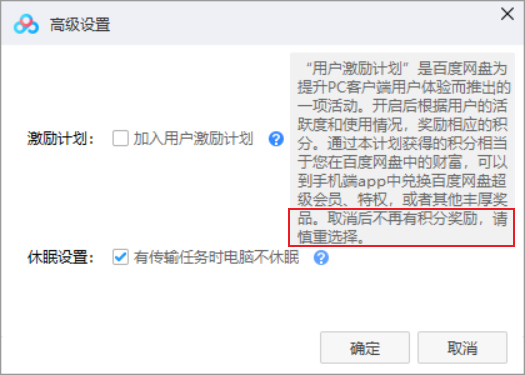 高级设置
激励计划：
加入用户激励计划
“用户激励计划”是百度网盘为
提升PC客户端用户体验而推出的
一项活动。开启后根据用户的活
跃度和使用情况，奖励相应的积
分。通过本计划获得的积分相当
于您在百度网盘中的财富，可以
到手机端app中兑换百度网盘超
级会员、特权，或者其他丰厚奖
品。取消后不再有积分奖励，请
慎重选择。
休眠设置：
有传输任务时电脑不休眠
确定
取消